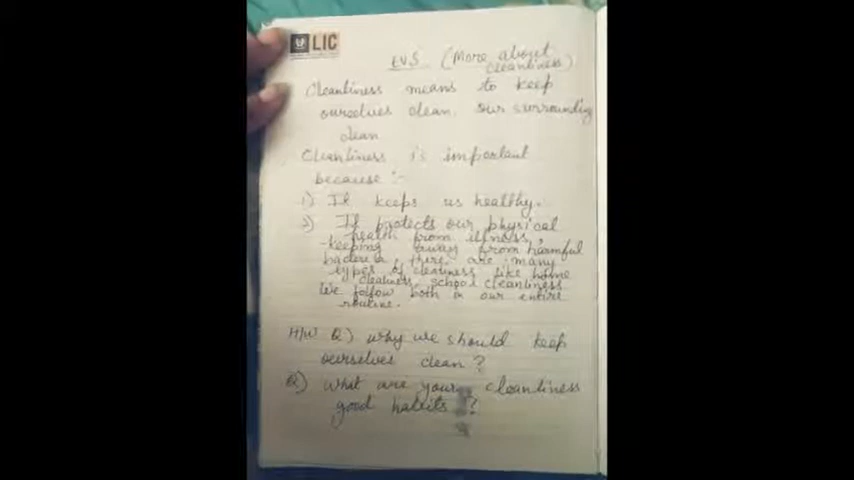 LIC
EVS (More about
cleanliness)
Cleanliness means to keep
ourselves clean. our surrounding
clean
Cleanliness is important
because :-
1) It keeps us healthy.
2) It protects our physical
health from illness,
keeping away from harmful
bacteria, there are many
types of cleanliness like home
cleanliness, school cleanliness
We follow both in our entire
routine.
H/W Q) why we should keep
ourselves clean ?
Q) What are your cleanliness
good habits ?